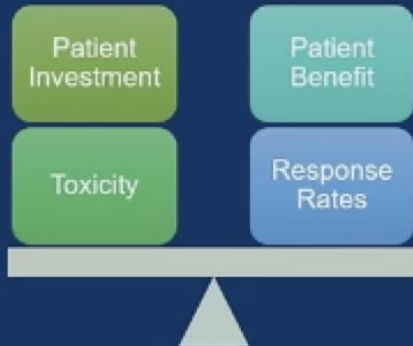 Patient
Investment
Patient
Benefit
Toxicity
Response
Rates